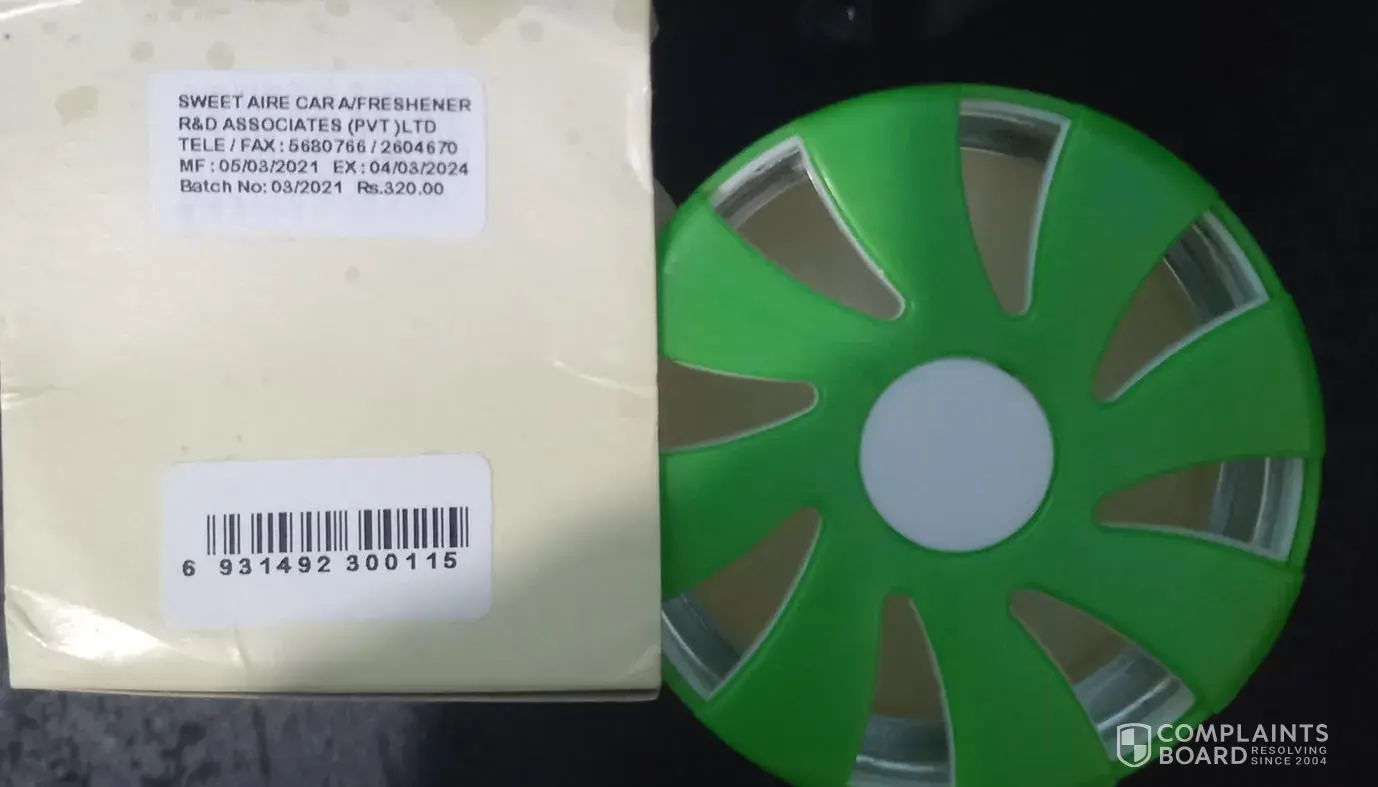 SWEET AIRE CAR A/FRESHENER
R&D ASSOCIATES (PVT )LTD
TELE / FAX : 5680766 / 2604670
MF : 05/03/2021 EX : 04/03/2024
Batch No: 03/2021 Rs.320.00
6 931492 300115
COMPLAINTS
BOARD RESOLVING
SINCE 2004